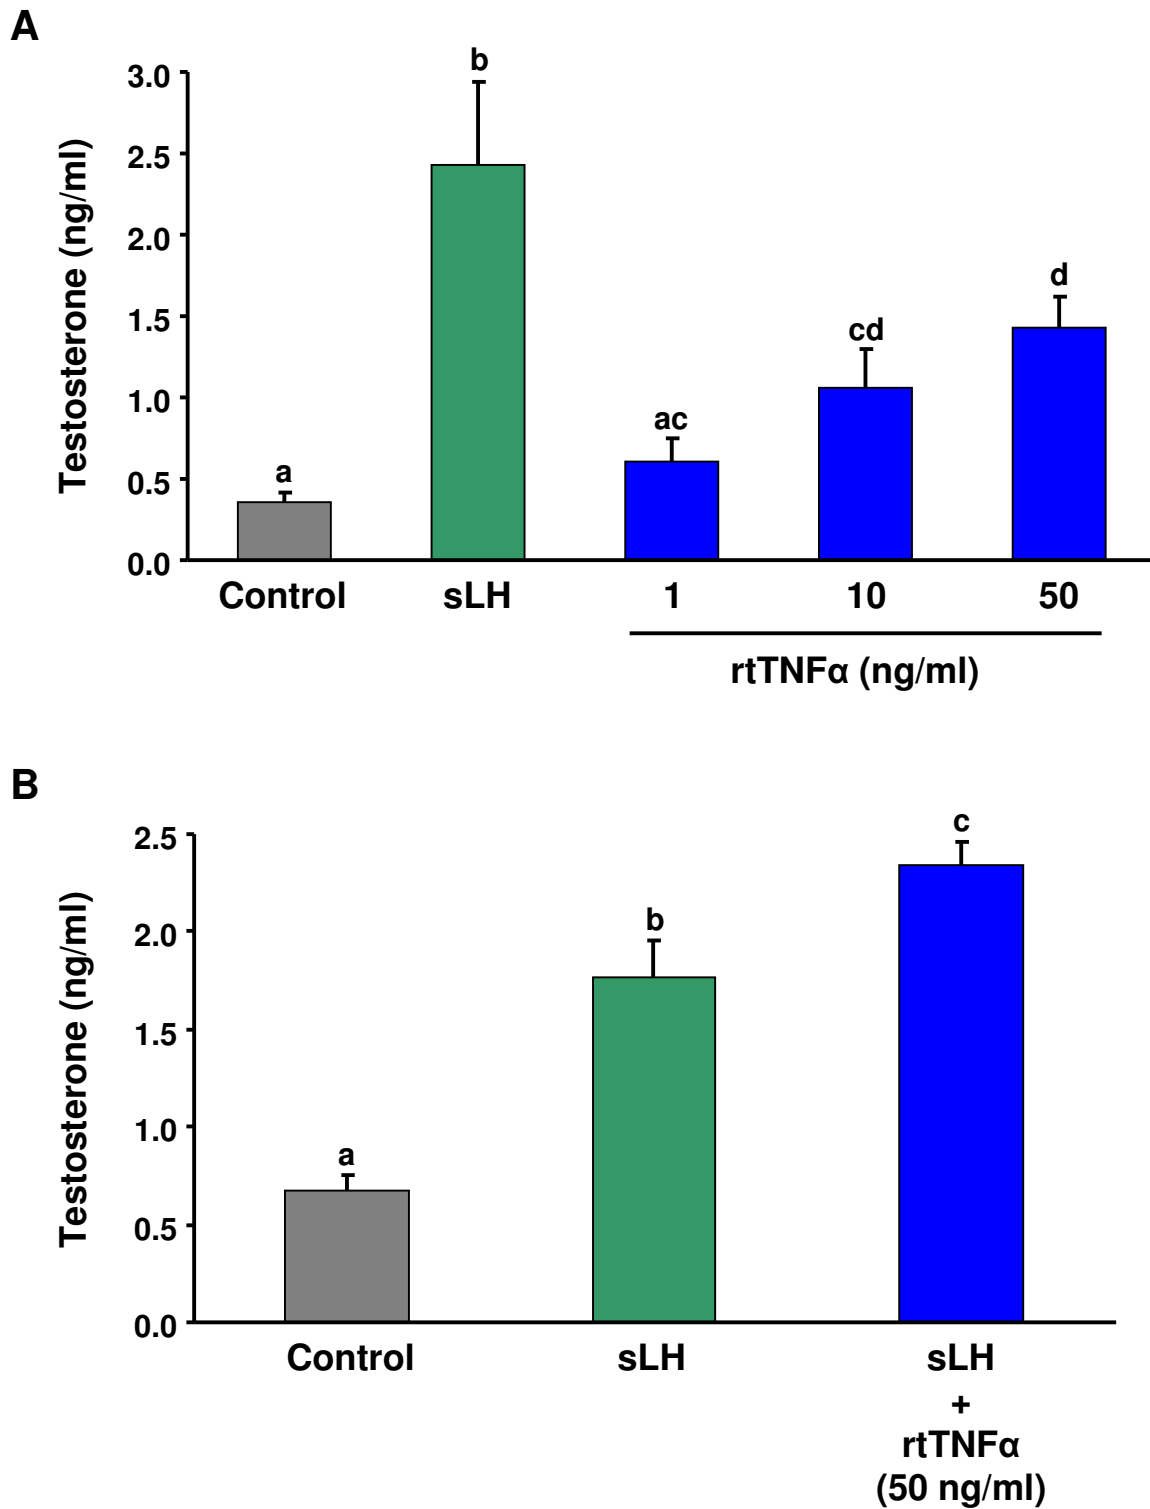 A
b
3.0
2.5
d
2.0
cd
1.5
ac
1.0
a
0.5
0.0
Testosterone (ng/ml)
Control sLH 1 10 50
rtTNFα (ng/ml)
B
c
2.5
b
2.0
1.5
a
1.0
0.5
0.0
Testosterone (ng/ml)
Control sLH sLH
+
rtTNFα
(50 ng/ml)